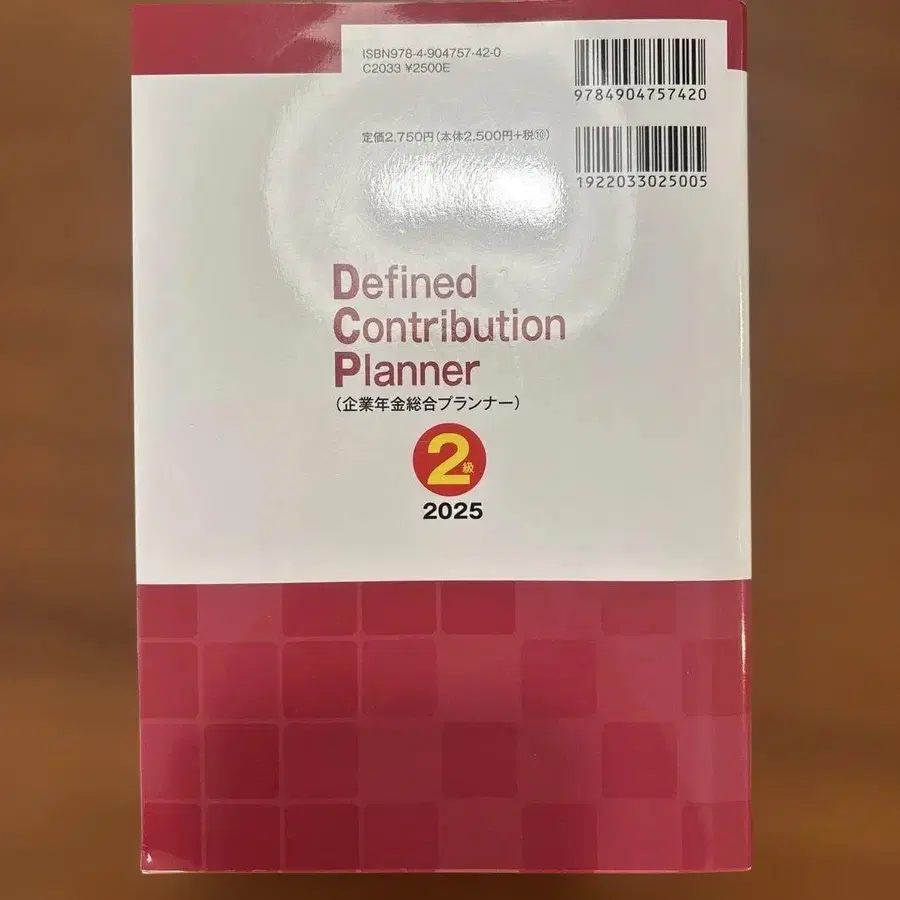 ISBN978-4-904757-42-0
C2033 ¥2500E
9784904757420
定価2,750円(本体2,500円+税⑩)
1922033025005
Defined
Contribution
Planner
(企業年金総合プランナー)
2級
2025